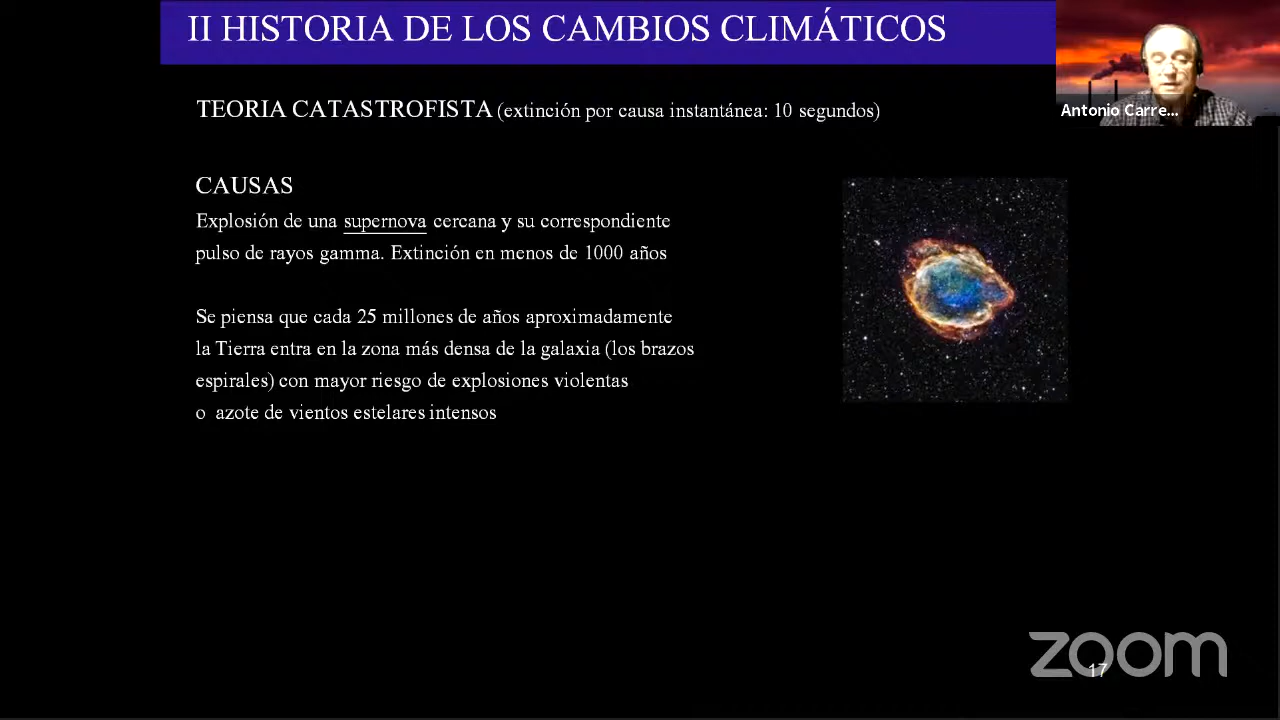 II HISTORIA DE LOS CAMBIOS CLIMÁTICOS
Antonio Carre...
TEORIA CATASTROFISTA (extinción por causa instantánea: 10 segundos)
CAUSAS
Explosión de una supernova cercana y su correspondiente
pulso de rayos gamma. Extinción en menos de 1000 años
Se piensa que cada 25 millones de años aproximadamente
la Tierra entra en la zona más densa de la galaxia (los brazos
espirales) con mayor riesgo de explosiones violentas
o azote de vientos estelares intensos
zoom
17